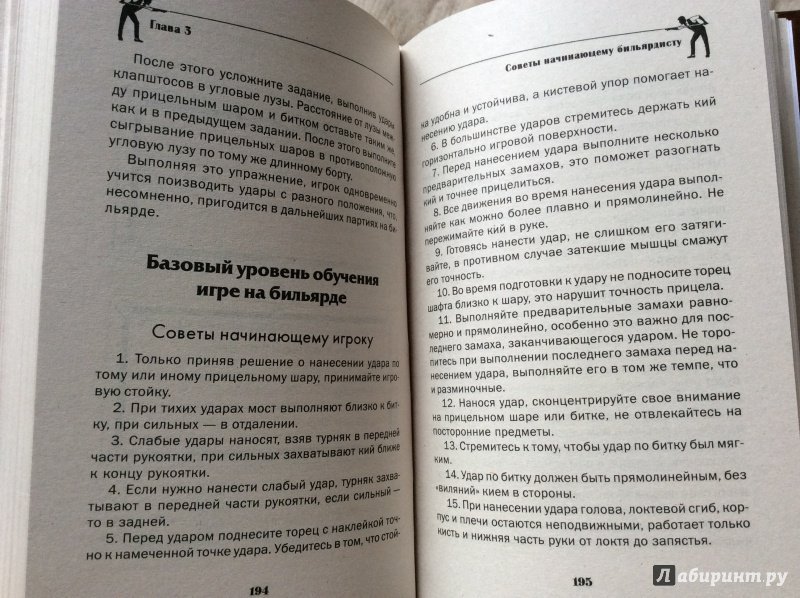 Глава 3
После этого усложните задание, выполнив удары
клапштосов в угловые лузы. Расстояние от лузы меж-
ду прицельным шаром и битком оставьте таким же,
как и в предыдущем задании. После этого выполните
сыгрывание прицельных шаров в противоположную
угловую лузу по тому же длинному борту.
Выполняя это упражнение, игрок одновременно
учится поизводить удары с разного положения, что,
несомненно, пригодится в дальнейших партиях на би-
льярде.
Базовый уровень обучения
игре на бильярде
Советы начинающему игроку
1. Только приняв решение о нанесении удара по
тому или иному прицельному шару, принимайте игро-
вую стойку.
2. При тихих ударах мост выполняют близко к бит-
ку, при сильных — в отдалении.
3. Слабые удары наносят, взяв турняк в передней
части рукоятки, при сильных захватывают кий ближе
к концу рукоятки.
4. Если нужно нанести слабый удар, турняк захва-
тывают в передней части рукоятки, если сильный —
то в задней.
5. Перед ударом поднесите торец с наклейкой точ-
но к намеченной точке удара. Убедитесь в том, что стой-
194
Советы начинающему бильярдисту
ка удобна и устойчива, а кистевой упор помогает на-
несению удара.
6. В большинстве ударов стремитесь держать кий
горизонтально игровой поверхности.
7. Перед нанесением удара выполните несколько
предварительных замахов, это поможет разогнать
кий и точнее прицелиться.
8. Все движения во время нанесения удара выпол-
няйте как можно более плавно и прямолинейно. Не
пережимайте кий в руке.
9. Готовясь нанести удар, не слишком его затяги-
вайте, в противном случае затекшие мышцы смажут
его точность.
10. Во время подготовки к удару не подносите торец
шафта близко к шару, это нарушит точность прицела.
11. Выполняйте предварительные замахи равно-
мерно и прямолинейно, особенно это важно для пос-
леднего замаха, заканчивающегося ударом. Не торо-
питесь при выполнении последнего замаха перед на-
несением удара, выполняйте его в том же темпе, что
и разминочные.
12. Нанося удар, сконцентрируйте свое внимание
на прицельном шаре или битке, не отвлекайтесь на
посторонние предметы.
13. Стремитесь к тому, чтобы удар по битку был мяг-
ким.
14. Удар по битку должен быть прямолинейным, без
«виляний» кием в стороны.
15. При нанесении удара голова, локтевой сгиб, кор-
пус и плечи остаются неподвижными, работает только
кисть и нижняя часть руки от локтя до запястья.
195
Лабиринт.ру